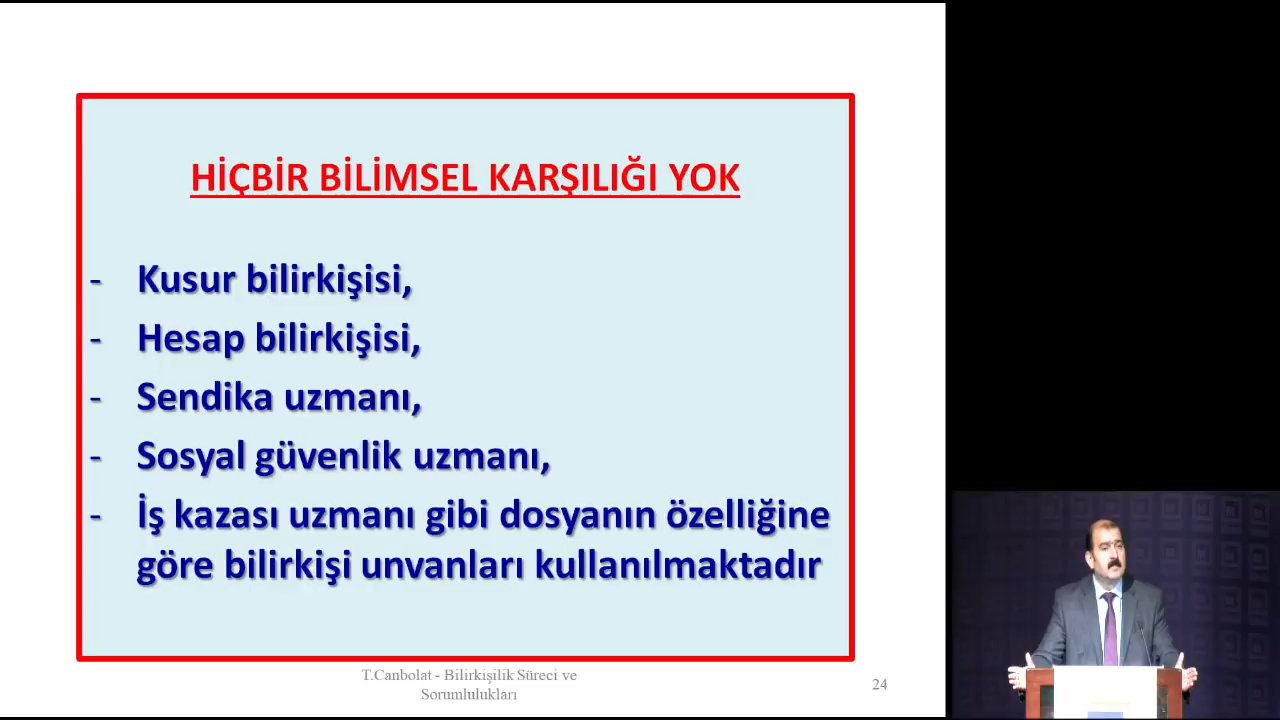 HİÇBİR BİLİMSEL KARŞILIĞI YOK
- Kusur bilirkişisi,
- Hesap bilirkişisi,
- Sendika uzmanı,
- Sosyal güvenlik uzmanı,
- İş kazası uzmanı gibi dosyanın özelliğine
göre bilirkişi unvanları kullanılmaktadır
T.Canbolat - Bilirkişilik Süreci ve
Sorumlulukları
24